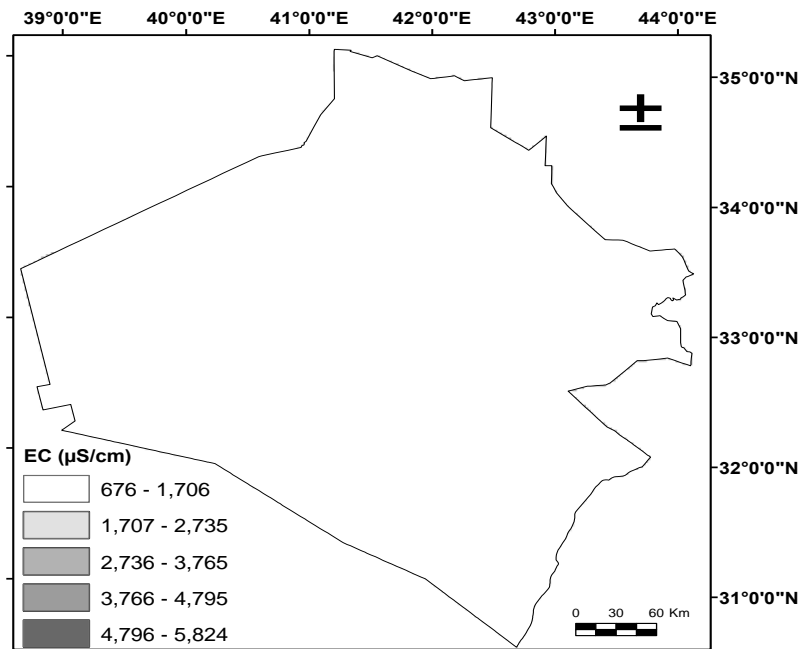 39°0'0"E 40°0'0"E 41°0'0"E 42°0'0"E 43°0'0"E 44°0'0"E
35°0'0"N
34°0'0"N
33°0'0"N
32°0'0"N
31°0'0"N
EC (µS/cm)
676 - 1,706
1,707 - 2,735
2,736 - 3,765
3,766 - 4,795
4,796 - 5,824
0 30 60 Km